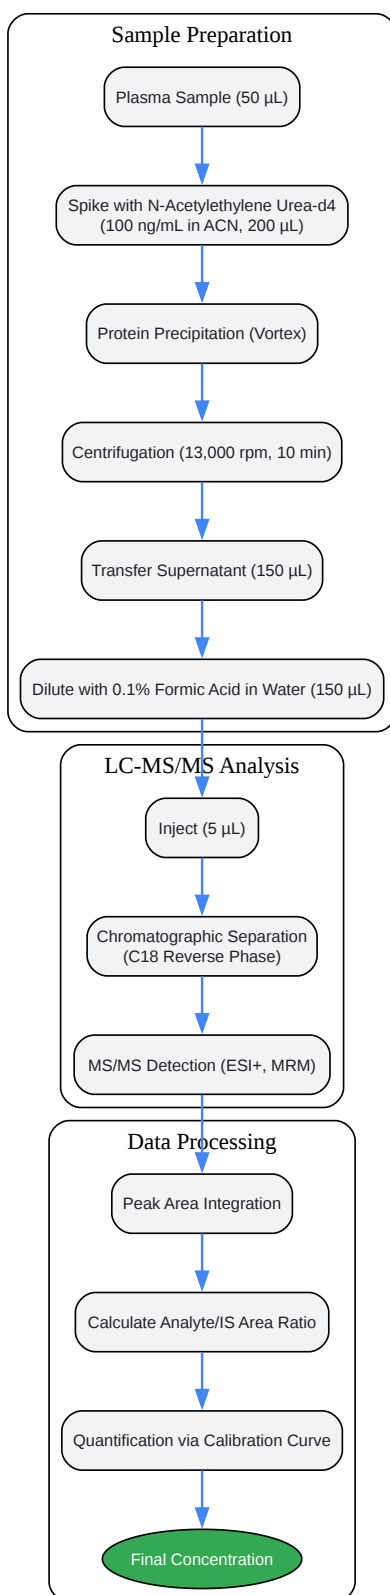 Sample Preparation
Plasma Sample (50 µL)
Spike with N-Acetylethylene Urea-d4
(100 ng/mL in ACN, 200 µL)
Protein Precipitation (Vortex)
Centrifugation (13,000 rpm, 10 min)
Transfer Supernatant (150 µL)
Dilute with 0.1% Formic Acid in Water (150 µL)
LC-MS/MS Analysis
Inject (5 µL)
Chromatographic Separation
(C18 Reverse Phase)
MS/MS Detection (ESI+, MRM)
Data Processing
Peak Area Integration
Calculate Analyte/IS Area Ratio
Quantification via Calibration Curve
Final Concentration